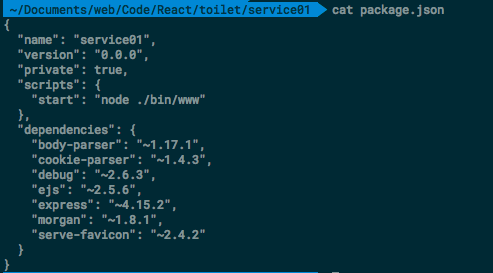 ~/Documents/web/Code/React/toilet/service01 cat package.json
{
  "name": "service01",
  "version": "0.0.0",
  "private": true,
  "scripts": {
    "start": "node ./bin/www"
  },
  "dependencies": {
    "body-parser": "~1.17.1",
    "cookie-parser": "~1.4.3",
    "debug": "~2.6.3",
    "ejs": "~2.5.6",
    "express": "~4.15.2",
    "morgan": "~1.8.1",
    "serve-favicon": "~2.4.2"
  }
}